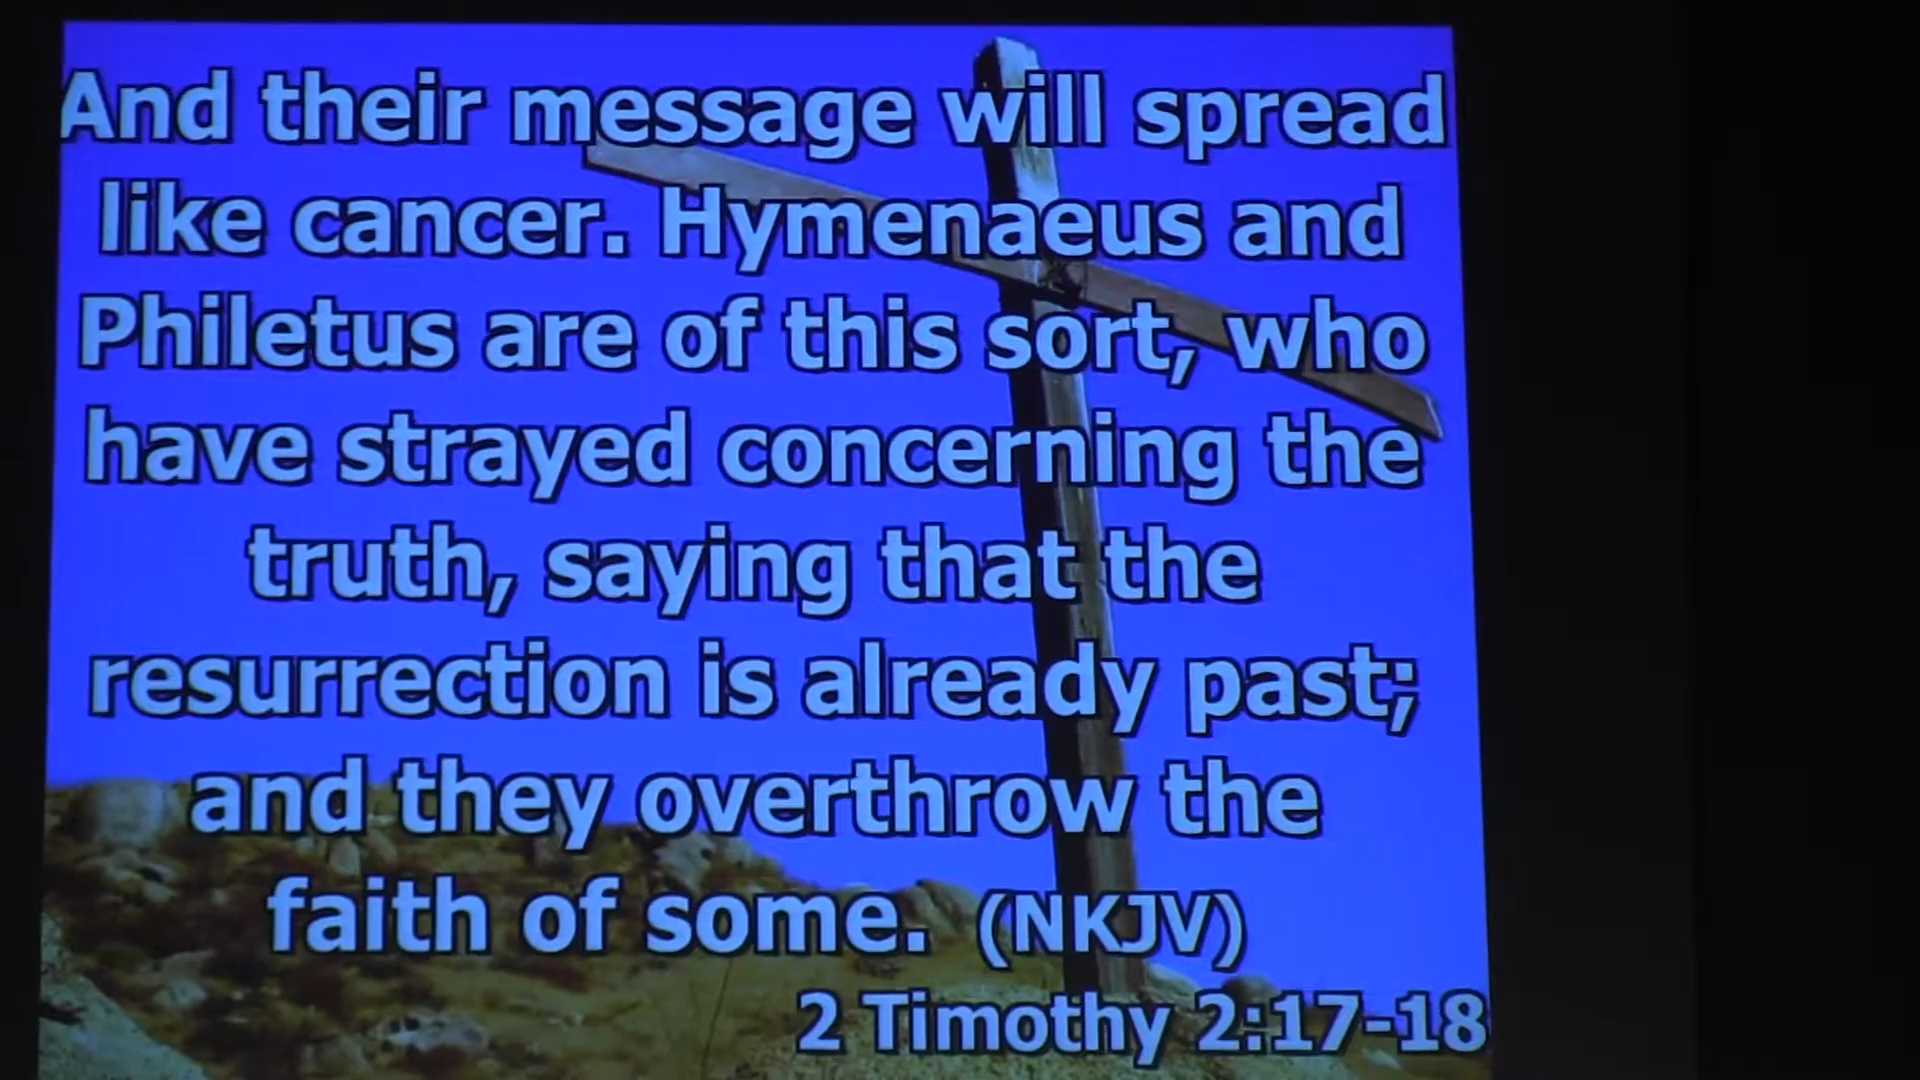 And their message will spread
like cancer. Hymenaeus and
Philetus are of this sort, who
have strayed concerning the
truth, saying that the
resurrection is already past;
and they overthrow the
faith of some. (NKJV)
2 Timothy 2:17-18